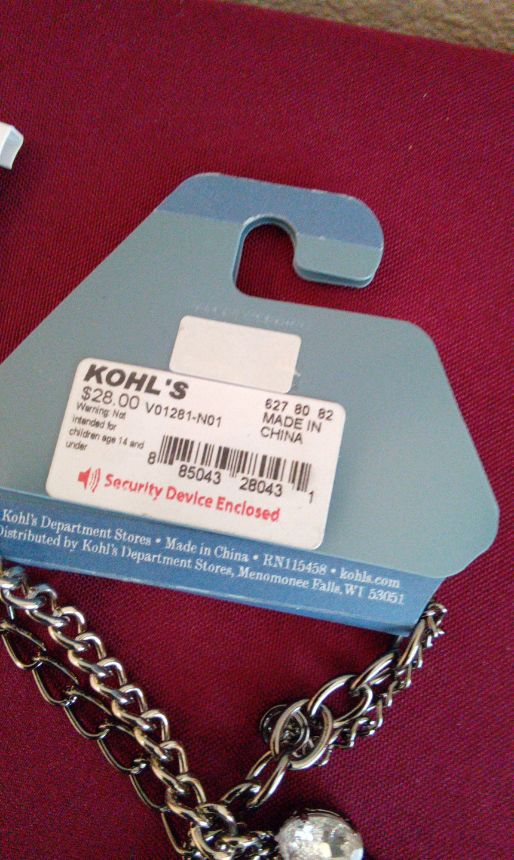 KOHL'S
$28.00 V01281-N01
Warning: Not
intended for
children age 14 and
under
627 80 82
MADE IN
CHINA
8 85043 28043 1
Security Device Enclosed
Kohl's Department Stores • Made in China • RN115458 • kohls.com
Distributed by Kohl's Department Stores, Menomonee Falls, WI 53051